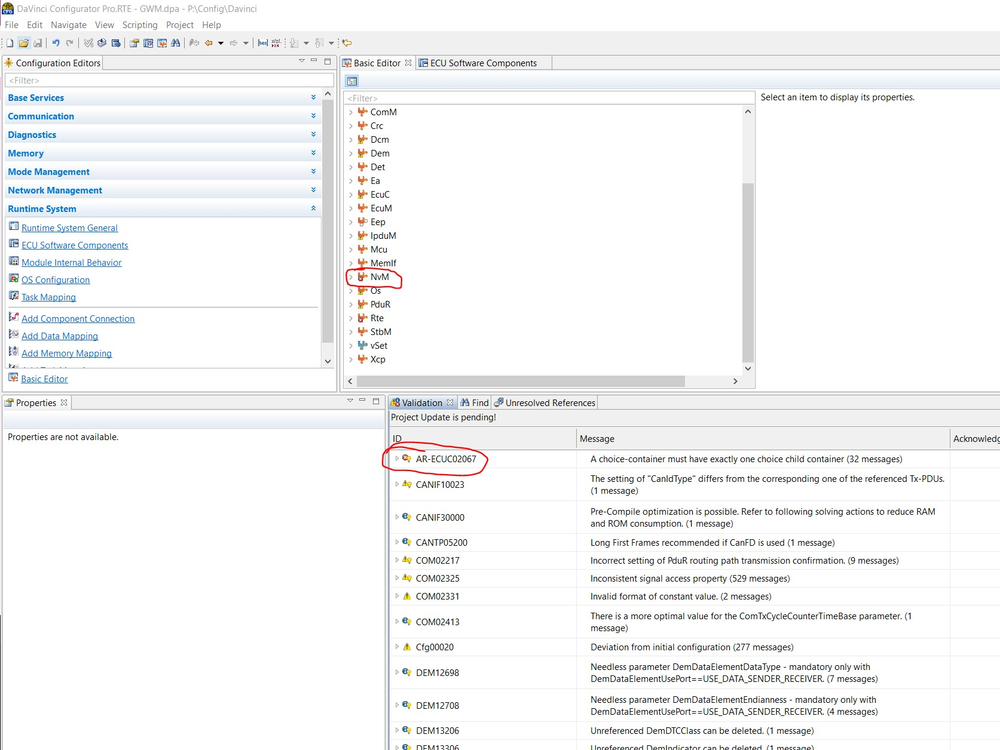 DaVinci Configurator Pro.RTE - GWM.dpa - P:\Config\Davinci
File Edit Navigate View Scripting Project Help
Configuration Editors
<Filter>
Base Services
Communication
Diagnostics
Memory
Mode Management
Network Management
Runtime System
Runtime System General
ECU Software Components
Module Internal Behavior
OS Configuration
Task Mapping
Add Component Connection
Add Data Mapping
Add Memory Mapping
Basic Editor
Basic Editor
ECU Software Components
<Filter>
ComM
Crc
Dcm
Dem
Det
Ea
EcuC
EcuM
Eep
IpduM
Mcu
MemIf
NvM
Os
PduR
Rte
StbM
vSet
Xcp
Select an item to display its properties.
Properties
Properties are not available.
Validation
Find
Unresolved References
Project Update is pending!
ID Message Acknowledg
AR-ECUC02067 A choice-container must have exactly one choice child container (32 messages)
CANIF10023 The setting of "CanIdType" differs from the corresponding one of the referenced Tx-PDUs.
(1 message)
CANIF30000 Pre-Compile optimization is possible. Refer to following solving actions to reduce RAM
and ROM consumption. (1 message)
CANTP05200 Long First Frames recommended if CanFD is used (1 message)
COM02217 Incorrect setting of PduR routing path transmission confirmation. (9 messages)
COM02325 Inconsistent signal access property (529 messages)
COM02331 Invalid format of constant value. (2 messages)
COM02413 There is a more optimal value for the ComTxCycleCounterTimeBase parameter. (1
message)
Cfg00020 Deviation from initial configuration (277 messages)
DEM12698 Needless parameter DemDataElementDataType - mandatory only with
DemDataElementUsePort==USE_DATA_SENDER_RECEIVER. (7 messages)
DEM12708 Needless parameter DemDataElementEndianness - mandatory only with
DemDataElementUsePort==USE_DATA_SENDER_RECEIVER. (4 messages)
DEM13206 Unreferenced DemDTCClass can be deleted. (1 message)
DEM13306 Unreferenced DemIndicator can be deleted. (1 message)